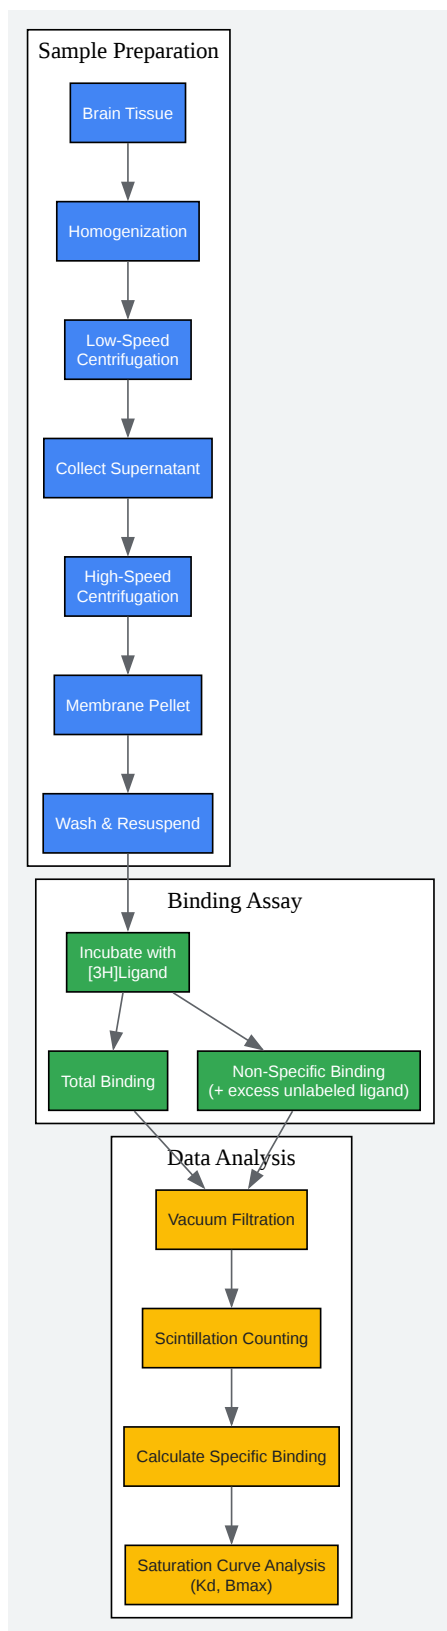 Sample Preparation
Brain Tissue
Homogenization
Low-Speed
Centrifugation
Collect Supernatant
High-Speed
Centrifugation
Membrane Pellet
Wash & Resuspend
Binding Assay
Incubate with
[3H]Ligand
Total Binding
Non-Specific Binding
(+ excess unlabeled ligand)
Data Analysis
Vacuum Filtration
Scintillation Counting
Calculate Specific Binding
Saturation Curve Analysis
(Kd, Bmax)